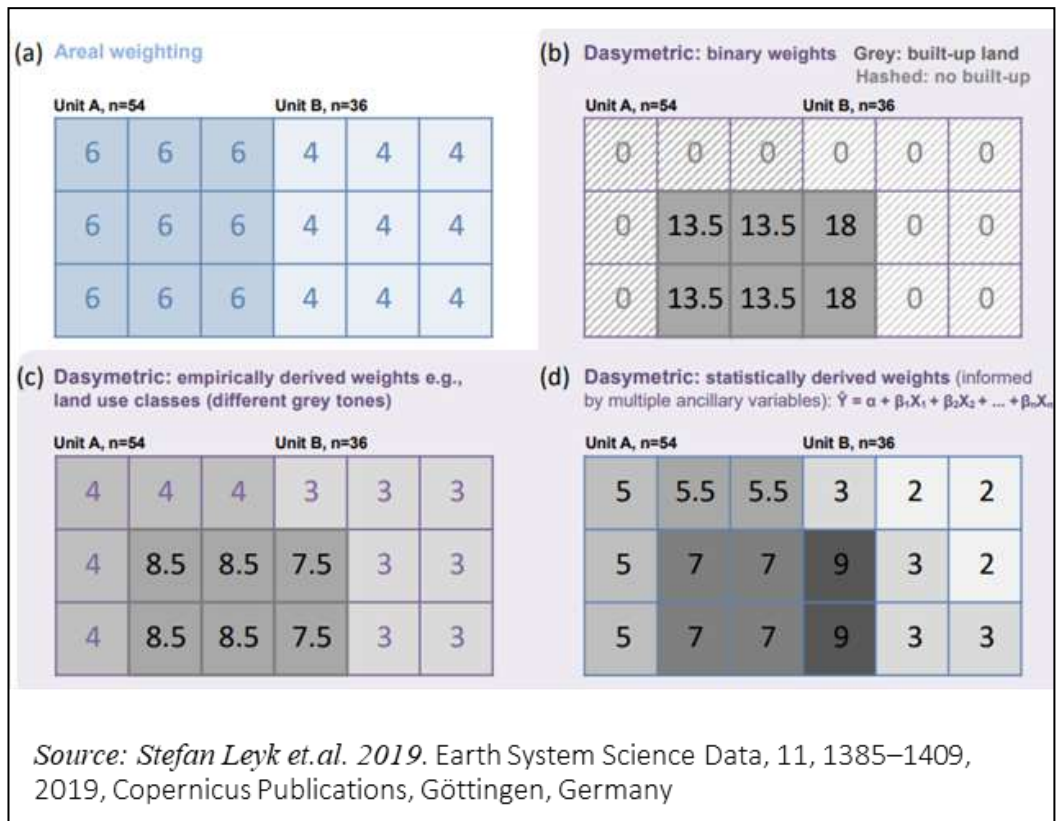 (a) Areal weighting
Unit A, n=54 Unit B, n=36
6 6 6 4 4 4
6 6 6 4 4 4
6 6 6 4 4 4
(b) Dasymetric: binary weights Grey: built-up land
Hashed: no built-up
Unit A, n=54 Unit B, n=36
0 0 0 0 0 0
0 13.5 13.5 18 0 0
0 13.5 13.5 18 0 0
(c) Dasymetric: empirically derived weights e.g.,
land use classes (different grey tones)
Unit A, n=54 Unit B, n=36
4 4 4 3 3 3
4 8.5 8.5 7.5 3 3
4 8.5 8.5 7.5 3 3
(d) Dasymetric: statistically derived weights (informed
by multiple ancillary variables): Ŷ = α + β₁X₁ + β₂X₂ + ... + βₙXₙ
Unit A, n=54 Unit B, n=36
5 5.5 5.5 3 2 2
5 7 7 9 3 2
5 7 7 9 3 3
Source: Stefan Leyk et.al. 2019. Earth System Science Data, 11, 1385–1409,
2019, Copernicus Publications, Göttingen, Germany